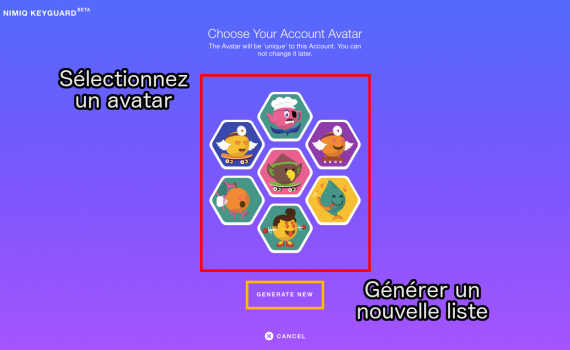 NIMIQ KEYGUARD BETA
Choose Your Account Avatar
The Avatar will be 'unique' to this Account. You can
not change it later.
Sélectionnez
un avatar
GENERATE NEW
Générer un
nouvelle liste
CANCEL